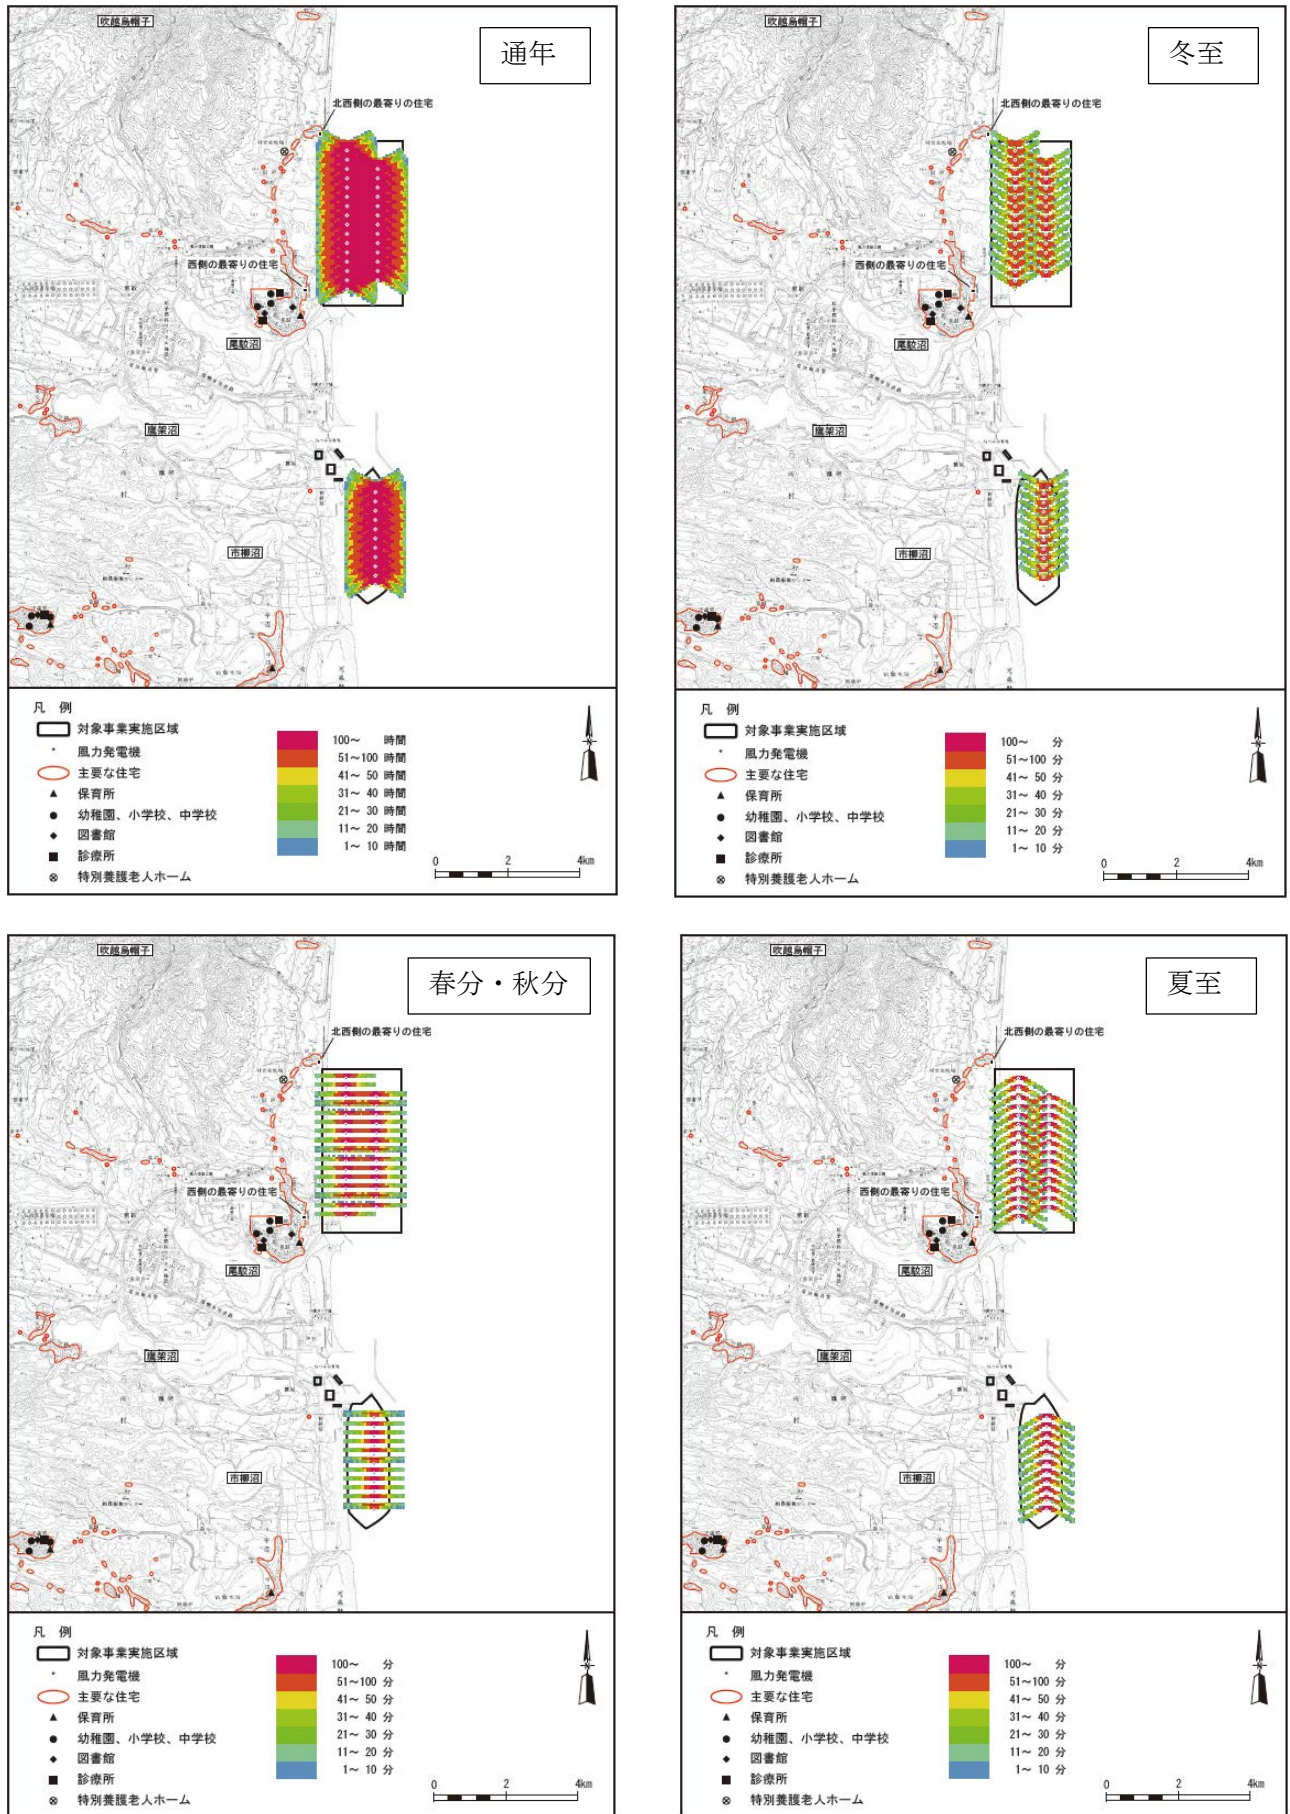 通年
吹越烏帽子
北西側の最寄りの住宅
西側の最寄りの住宅
尾駮沼
鷹架沼
市柳沼
凡 例
対象事業実施区域
風力発電機
主要な住宅
保育所
幼稚園、小学校、中学校
図書館
診療所
特別養護老人ホーム
100~ 時間
51~100 時間
41~ 50 時間
31~ 40 時間
21~ 30 時間
11~ 20 時間
1~ 10 時間
0 2 4km
冬至
吹越烏帽子
北西側の最寄りの住宅
西側の最寄りの住宅
尾駮沼
鷹架沼
市柳沼
凡 例
対象事業実施区域
風力発電機
主要な住宅
保育所
幼稚園、小学校、中学校
図書館
診療所
特別養護老人ホーム
100~ 分
51~100 分
41~ 50 分
31~ 40 分
21~ 30 分
11~ 20 分
1~ 10 分
0 2 4km
春分・秋分
吹越烏帽子
北西側の最寄りの住宅
西側の最寄りの住宅
尾駮沼
鷹架沼
市柳沼
凡 例
対象事業実施区域
風力発電機
主要な住宅
保育所
幼稚園、小学校、中学校
図書館
診療所
特別養護老人ホーム
100~ 分
51~100 分
41~ 50 分
31~ 40 分
21~ 30 分
11~ 20 分
1~ 10 分
0 2 4km
夏至
吹越烏帽子
北西側の最寄りの住宅
西側の最寄りの住宅
尾駮沼
鷹架沼
市柳沼
凡 例
対象事業実施区域
風力発電機
主要な住宅
保育所
幼稚園、小学校、中学校
図書館
診療所
特別養護老人ホーム
100~ 分
51~100 分
41~ 50 分
31~ 40 分
21~ 30 分
11~ 20 分
1~ 10 分
0 2 4km